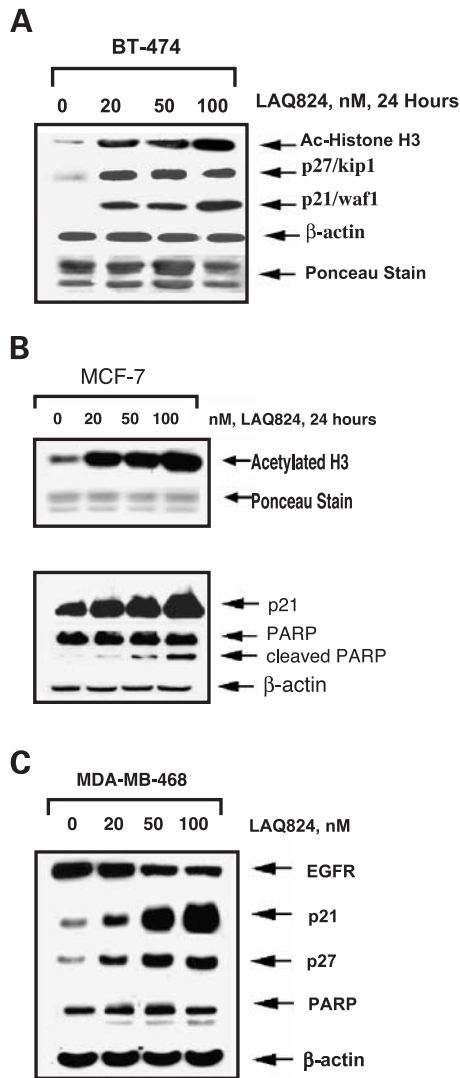 A
BT-474
0 20 50 100 LAQ824, nM, 24 Hours
Ac-Histone H3
p27/kip1
p21/waf1
β-actin
Ponceau Stain
B
MCF-7
0 20 50 100 nM, LAQ824, 24 hours
Acetylated H3
Ponceau Stain
p21
PARP
cleaved PARP
β-actin
C
MDA-MB-468
0 20 50 100 LAQ824, nM
EGFR
p21
p27
PARP
β-actin